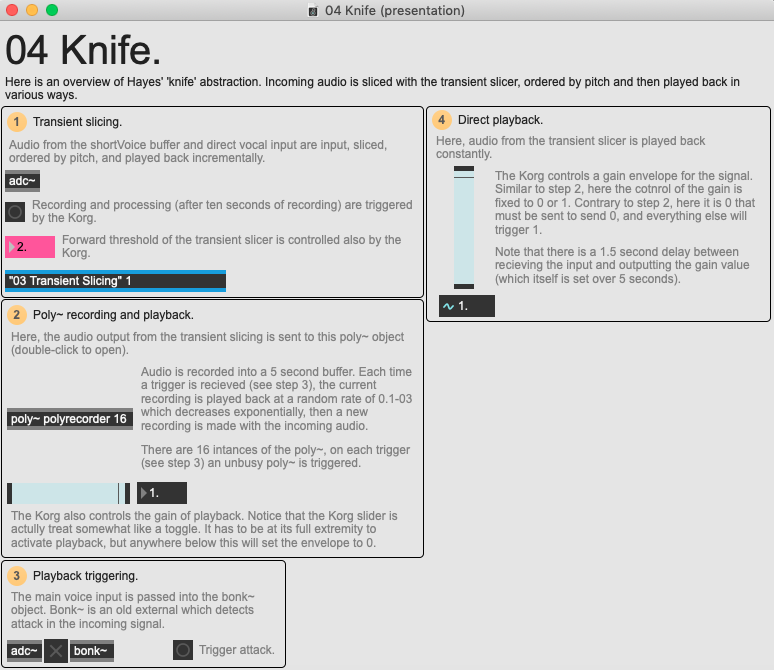 04 Knife (presentation)
04 Knife.
Here is an overview of Hayes' 'knife' abstraction. Incoming audio is sliced with the transient slicer, ordered by pitch and then played back in
various ways.
1 Transient slicing.
Audio from the shortVoice buffer and direct vocal input are input, sliced,
ordered by pitch, and played back incrementally.
adc~
Recording and processing (after ten seconds of recording) are triggered
by the Korg.
2.
Forward threshold of the transient slicer is controlled also by the
Korg.
"03 Transient Slicing" 1
2 Poly~ recording and playback.
Here, the audio output from the transient slicing is sent to this poly~ object
(double-click to open).
Audio is recorded into a 5 second buffer. Each time
a trigger is recieved (see step 3), the current
recording is played back at a random rate of 0.1-03
which decreases exponentially, then a new
recording is made with the incoming audio.
poly~ polyrecorder 16
There are 16 intances of the poly~, on each trigger
(see step 3) an unbusy poly~ is triggered.
1.
The Korg also controls the gain of playback. Notice that the Korg slider is
actully treat somewhat like a toggle. It has to be at its full extremity to
activate playback, but anywhere below this will set the envelope to 0.
3 Playback triggering.
The main voice input is passed into the bonk~
object. Bonk~ is an old external which detects
attack in the incoming signal.
adc~ bonk~ Trigger attack.
4 Direct playback.
Here, audio from the transient slicer is played back
constantly.
The Korg controls a gain envelope for the signal.
Similar to step 2, here the cotnrol of the gain is
fixed to 0 or 1. Contrary to step 2, here it is 0 that
must be sent to send 0, and everything else will
trigger 1.
Note that there is a 1.5 second delay between
recieving the input and outputting the gain value
(which itself is set over 5 seconds).
1.